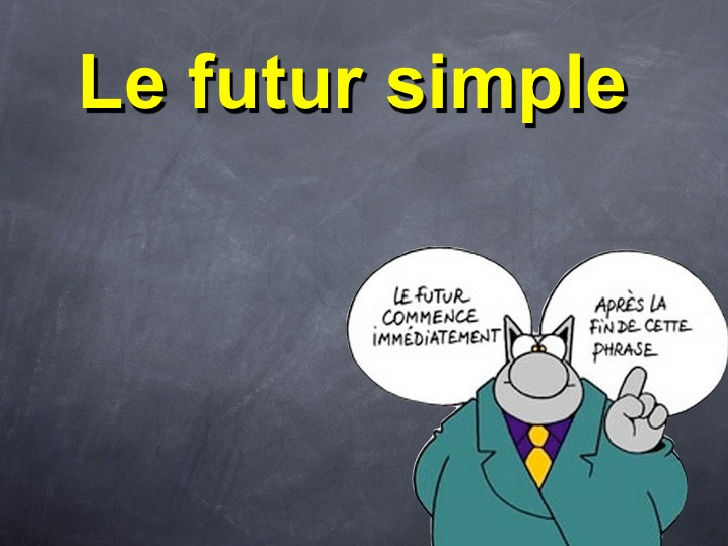 Le futur simple
LE FUTUR
COMMENCE
IMMÉDIATEMENT
APRÈS LA
FIN DE CETTE
PHRASE